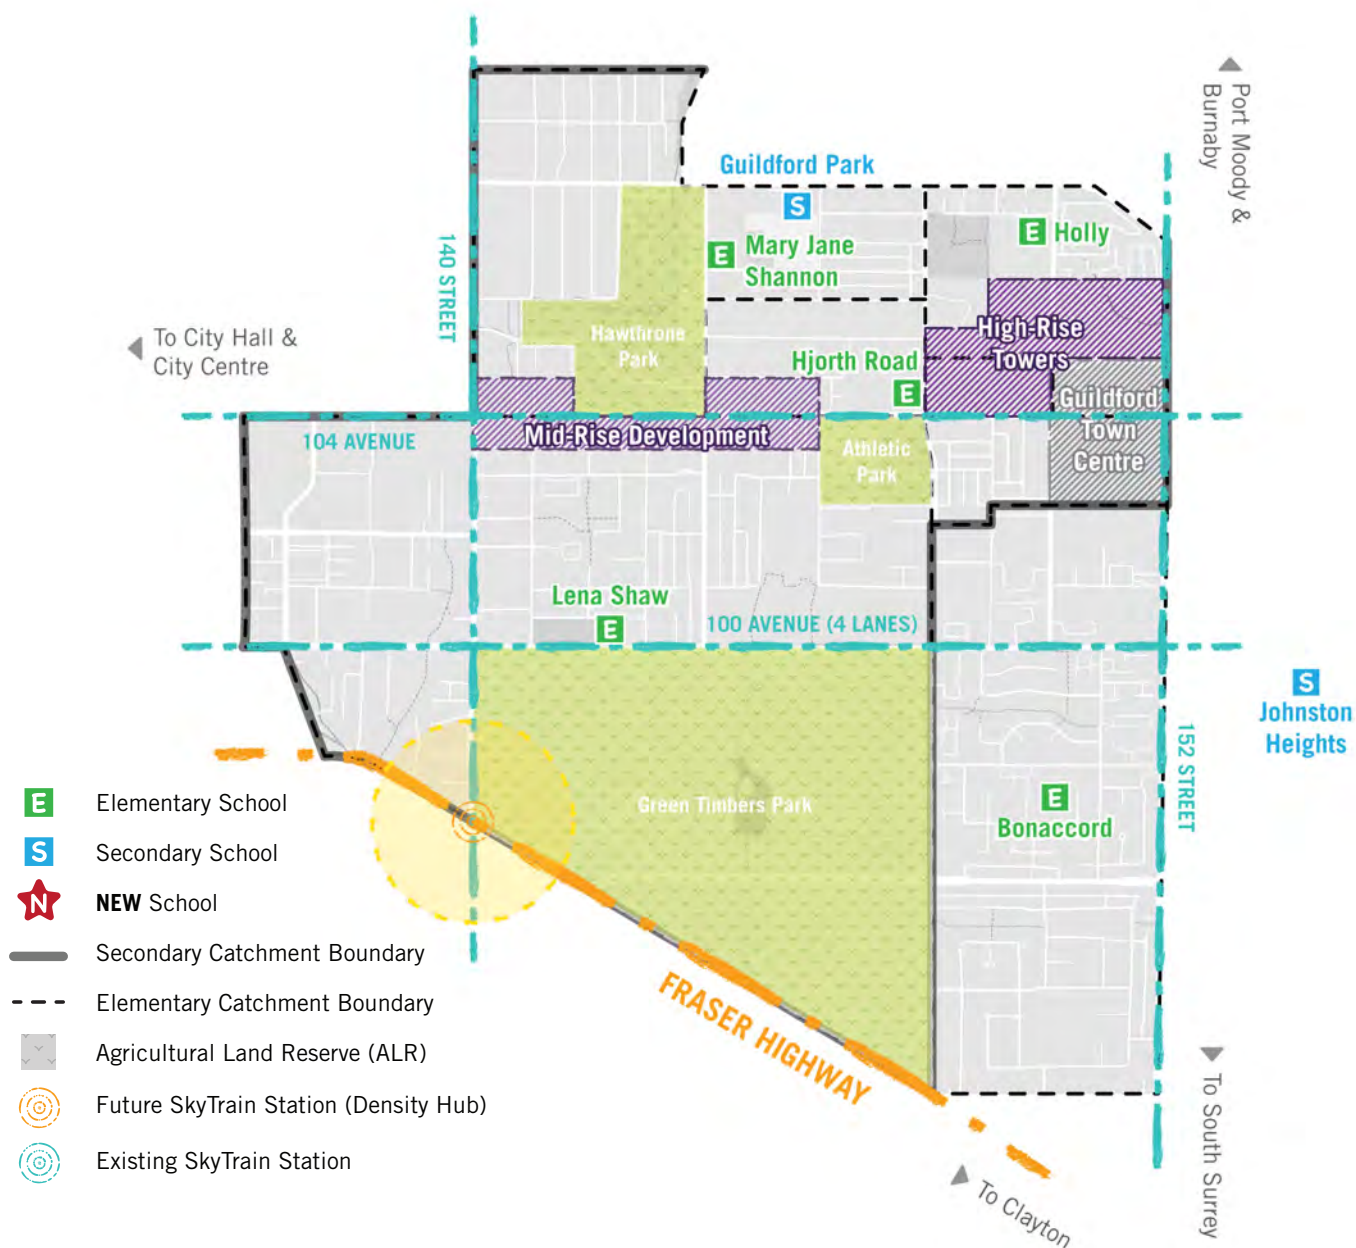 Port Moody &
Burnaby
Guildford Park
S
E
Mary Jane
Shannon
E
Holly
140 STREET
To City Hall &
City Centre
Hawthrone
Park
High-Rise
Towers
Hjorth Road
E
Guildford
Town
Centre
104 AVENUE
Mid-Rise Development
Athletic
Park
Lena Shaw
E
100 AVENUE (4 LANES)
S
Johnston
Heights
152 STREET
Green Timbers Park
E
Bonaccord
FRASER HIGHWAY
To South Surrey
To Clayton
E Elementary School
S Secondary School
N NEW School
Secondary Catchment Boundary
Elementary Catchment Boundary
Agricultural Land Reserve (ALR)
Future SkyTrain Station (Density Hub)
Existing SkyTrain Station